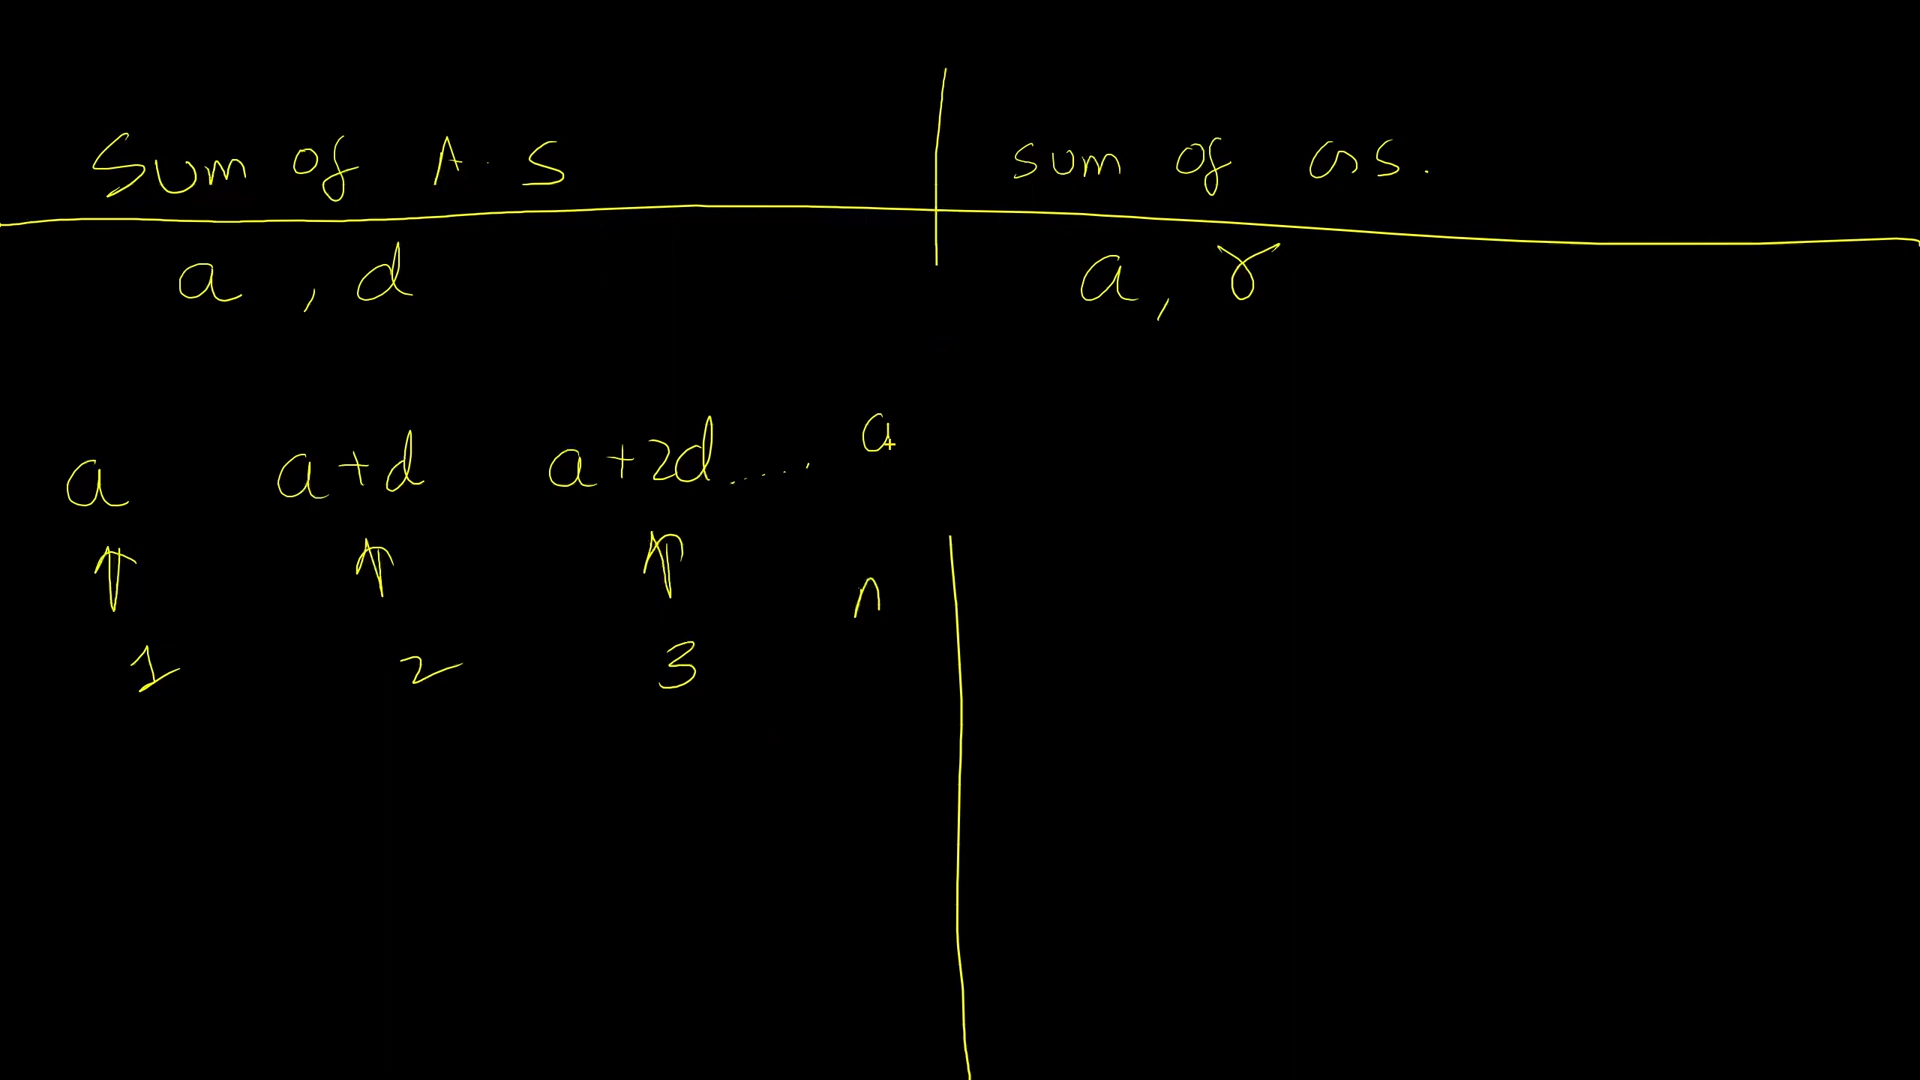 Sum of A.S
sum of GS.
a, d
a, r
a a+d a+2d..... a
1 2 3 n